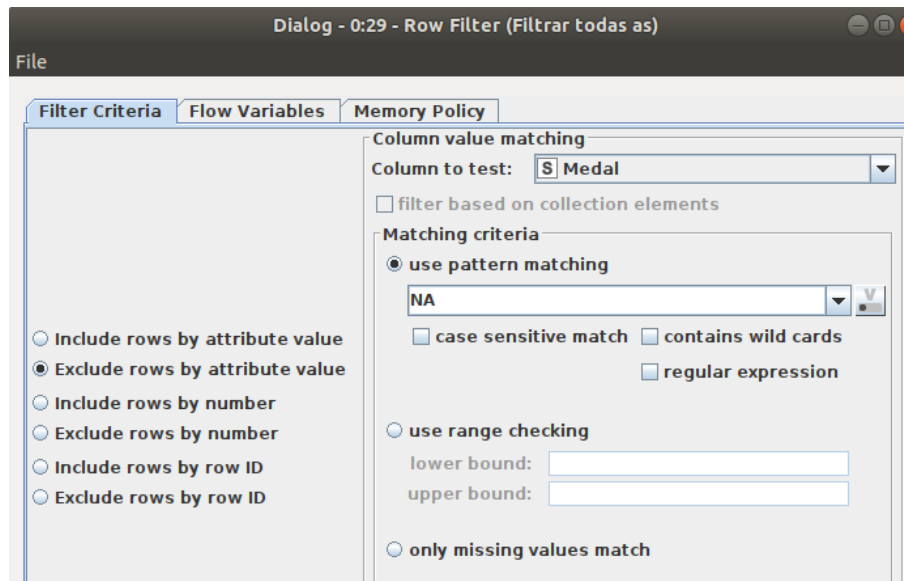 Dialog - 0:29 - Row Filter (Filtrar todas as)
File
Filter Criteria Flow Variables Memory Policy
Column value matching
Column to test: S Medal
filter based on collection elements
Matching criteria
use pattern matching
NA
V
case sensitive match contains wild cards
regular expression
Include rows by attribute value
Exclude rows by attribute value
Include rows by number
Exclude rows by number
Include rows by row ID
Exclude rows by row ID
use range checking
lower bound:
upper bound:
only missing values match